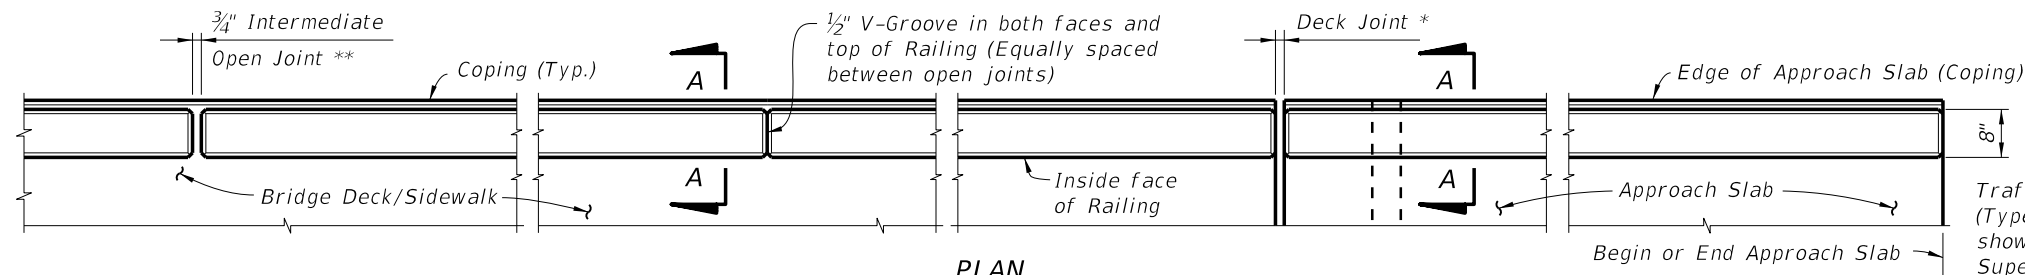 ¾" Intermediate
Open Joint **
Coping (Typ.)
A
½" V-Groove in both faces and
top of Railing (Equally spaced
between open joints)
Deck Joint *
A
Edge of Approach Slab (Coping)
8"
Bridge Deck/Sidewalk
A
Inside face
of Railing
A
Approach Slab
Begin or End Approach Slab
PLAN
(Type